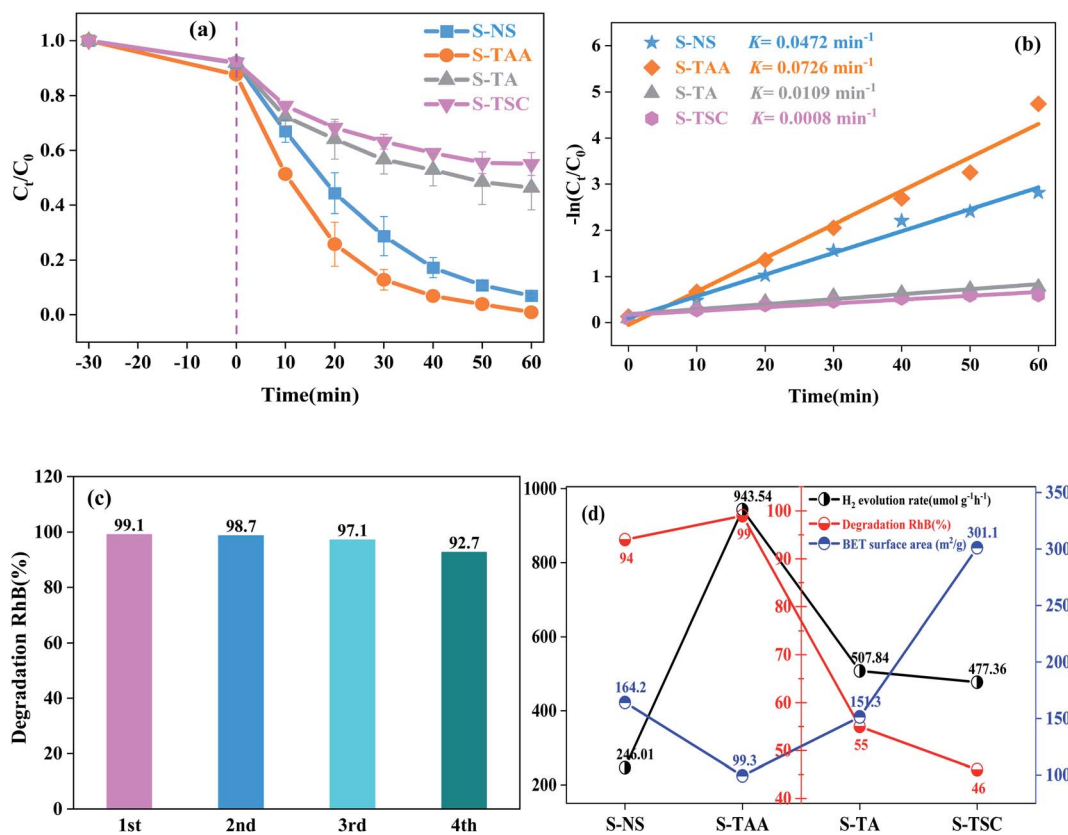 (a)
S-NS
S-TAA
S-TA
S-TSC
1.0
0.8
0.6
0.4
0.2
0.0
Ct/C0
-30 -20 -10 0 10 20 30 40 50 60
Time(min)
(b)
S-NS K= 0.0472 min⁻¹
S-TAA K= 0.0726 min⁻¹
S-TA K= 0.0109 min⁻¹
S-TSC K= 0.0008 min⁻¹
-6
-5
4
3
2
1
0
-ln(Ct/C0)
0 10 20 30 40 50 60
Time(min)
(c)
120
100
80
60
40
20
0
Degradation RhB(%)
99.1 98.7 97.1 92.7
1st 2nd 3rd 4th
(d)
H2 evolution rate(umol g⁻¹h⁻¹)
Degradation RhB(%)
BET surface area (m²/g)
1000
800
600
400
200
100
90
80
70
60
50
40
350
300
250
200
150
100
943.54
99
94
301.1
507.84
477.36
164.2
151.3
55
246.01
99.3
46
S-NS S-TAA S-TA S-TSC